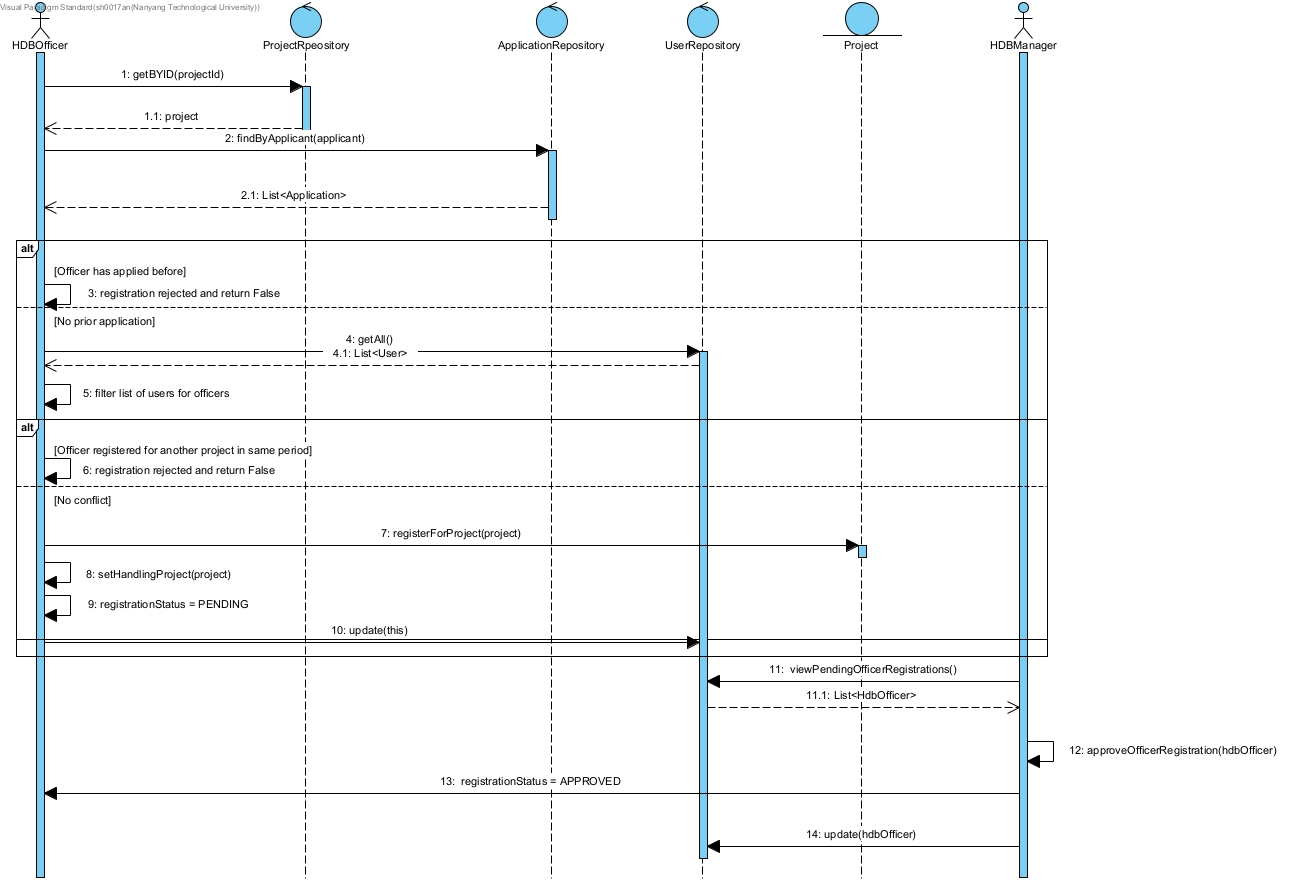 Visual Paradigm Standard(sh0017an(Nanyang Technological University))
HDBOfficer
ProjectRpeository
ApplicationRepository
UserRepository
Project
HDBManager
1: getBYID(projectId)
1.1: project
2: findByApplicant(applicant)
2.1: List<Application>
alt
[Officer has applied before]
3: registration rejected and return False
[No prior application]
4: getAll()
4.1: List<User>
5: filter list of users for officers
alt
[Officer registered for another project in same period]
6: registration rejected and return False
[No conflict]
7: registerForProject(project)
8: setHandlingProject(project)
9: registrationStatus = PENDING
10: update(this)
11: viewPendingOfficerRegistrations()
11.1: List<HdbOfficer>
12: approveOfficerRegistration(hdbOfficer)
13: registrationStatus = APPROVED
14: update(hdbOfficer)